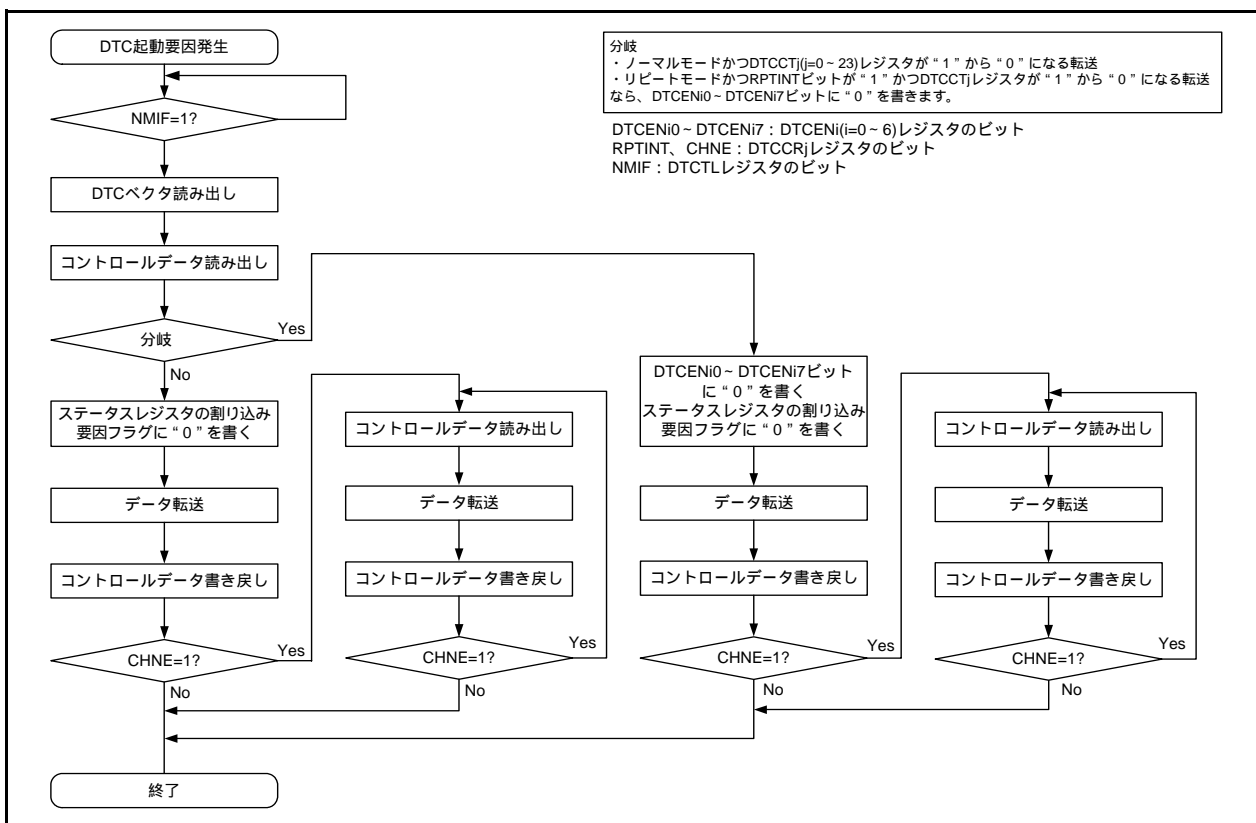 DTC起動要因発生
NMIF=1?
DTCベクタ読み出し
コントロールデータ読み出し
分岐
Yes
No
ステータスレジスタの割り込み
要因フラグに“0”を書く
データ転送
コントロールデータ書き戻し
CHNE=1?
Yes
No
終了
コントロールデータ読み出し
データ転送
コントロールデータ書き戻し
CHNE=1?
Yes
No
分岐
・ノーマルモードかつDTCCTj(j=0~23)レジスタが“1”から“0”になる転送
・リピートモードかつRPTINTビットが“1”かつDTCCTjレジスタが“1”から“0”になる転送
なら、DTCENi0~DTCENi7ビットに“0”を書きます。
DTCENi0~DTCENi7：DTCENi(i=0~6)レジスタのビット
RPTINT、CHNE：DTCCRjレジスタのビット
NMIF：DTCTLレジスタのビット
DTCENi0~DTCENi7ビット
に“0”を書く
ステータスレジスタの割り込み
要因フラグに“0”を書く
データ転送
コントロールデータ書き戻し
CHNE=1?
Yes
No
コントロールデータ読み出し
データ転送
コントロールデータ書き戻し
CHNE=1?
Yes
No